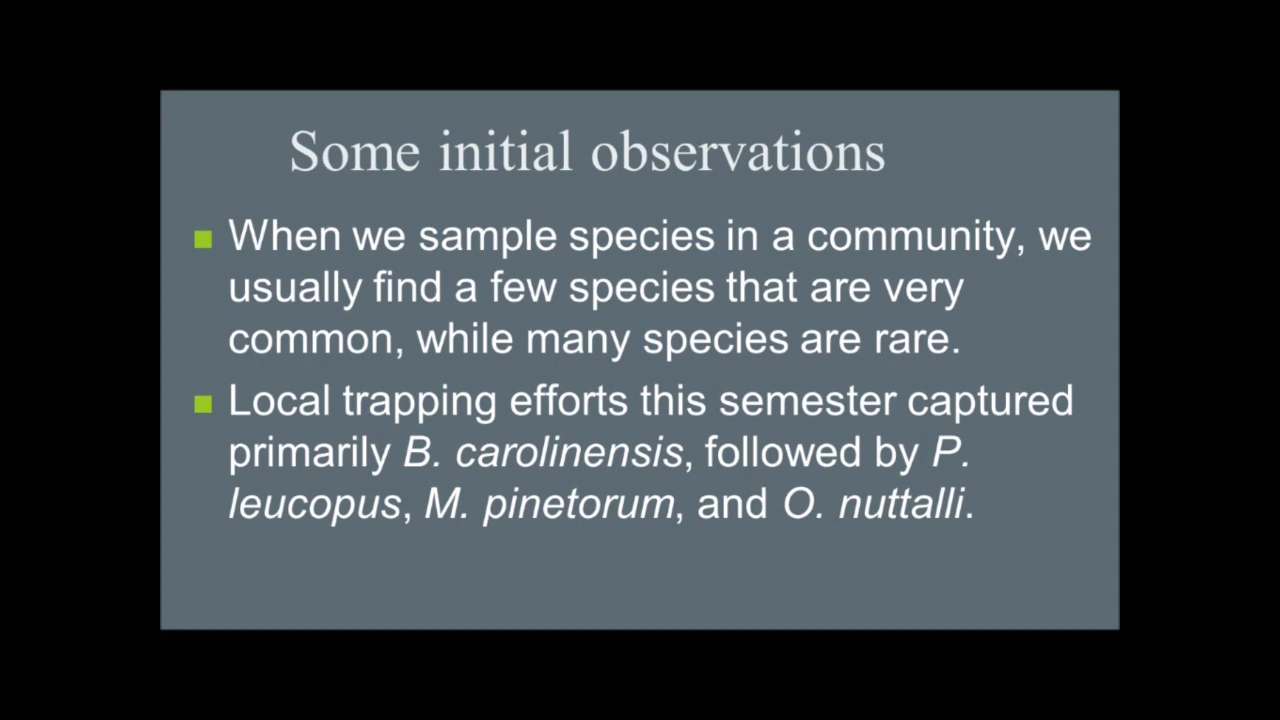 Some initial observations
When we sample species in a community, we
usually find a few species that are very
common, while many species are rare.
Local trapping efforts this semester captured
primarily B. carolinensis, followed by P.
leucopus, M. pinetorum, and O. nuttalli.